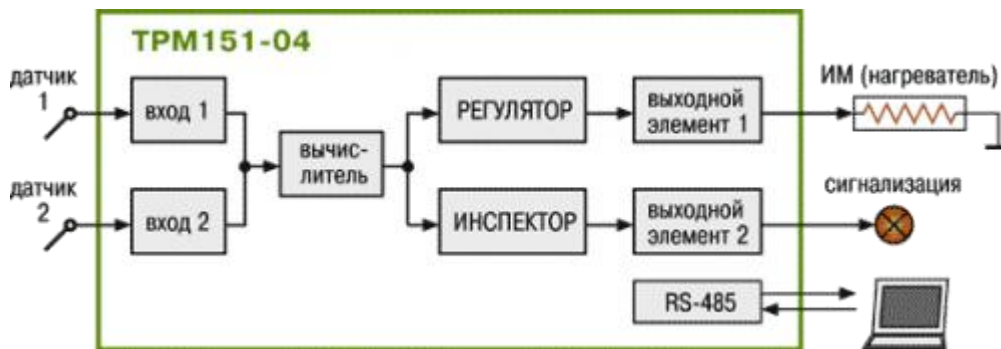 ТРМ151-04
датчик
1
вход 1
РЕГУЛЯТОР
выходной
элемент 1
ИМ (нагреватель)
вычис-
литель
датчик
2
вход 2
ИНСПЕКТОР
выходной
элемент 2
сигнализация
RS-485